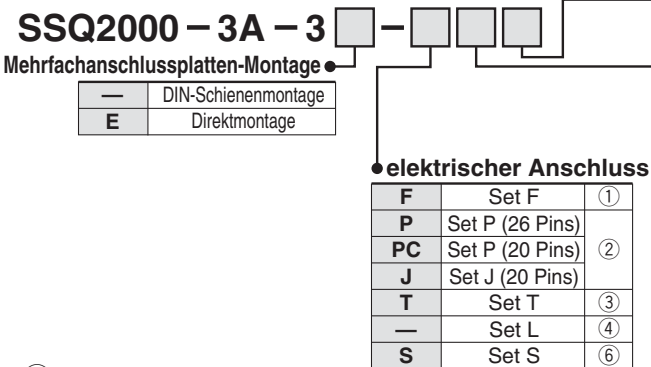 SSQ2000 – 3A – 3 □ – □ □ □
Mehrfachanschlussplatten-Montage
— DIN-Schienenmontage
E Direktmontage
elektrischer Anschluss
F Set F ①
P Set P (26 Pins)
PC Set P (20 Pins) ②
J Set J (20 Pins)
T Set T ③
— Set L ④
S Set S ⑥